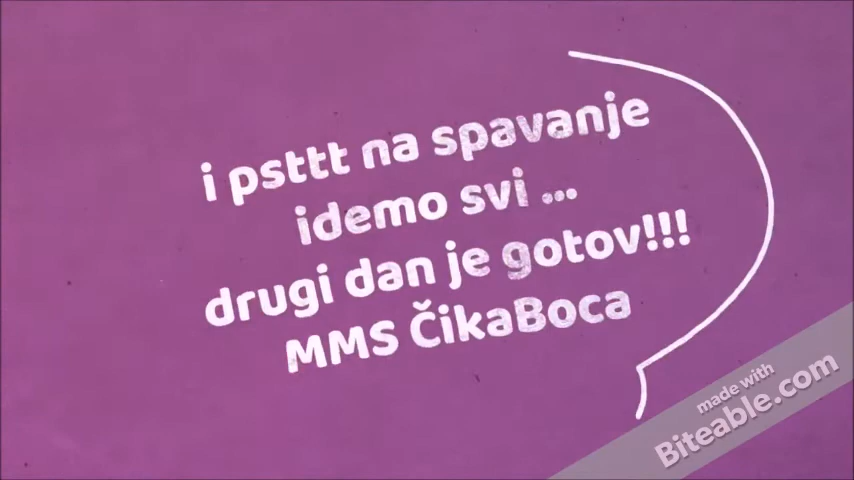 i psttt na spavanje
idemo svi ...
drugi dan je gotov!!!
MMS ČikaBoca
made with
Biteable.com